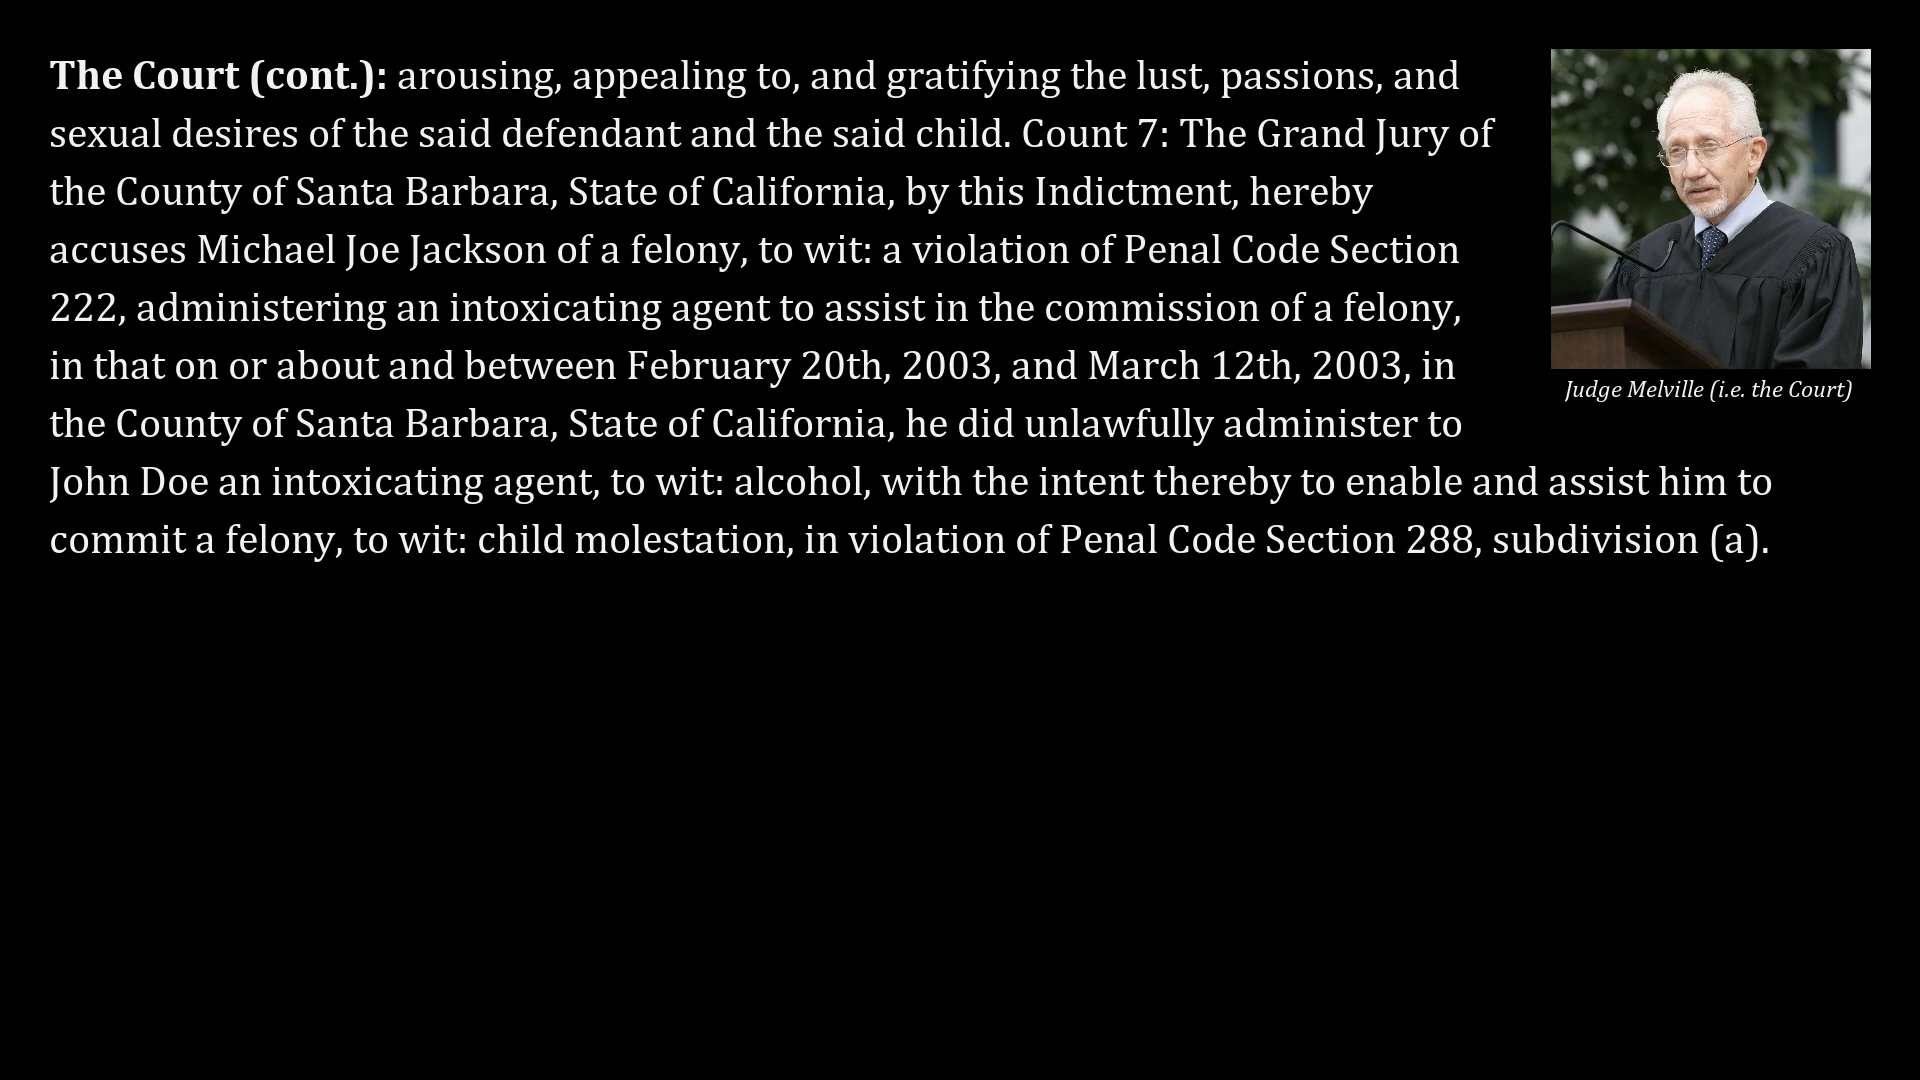 The Court (cont.): arousing, appealing to, and gratifying the lust, passions, and
sexual desires of the said defendant and the said child. Count 7: The Grand Jury of
the County of Santa Barbara, State of California, by this Indictment, hereby
accuses Michael Joe Jackson of a felony, to wit: a violation of Penal Code Section
222, administering an intoxicating agent to assist in the commission of a felony,
in that on or about and between February 20th, 2003, and March 12th, 2003, in
the County of Santa Barbara, State of California, he did unlawfully administer to
John Doe an intoxicating agent, to wit: alcohol, with the intent thereby to enable and assist him to
commit a felony, to wit: child molestation, in violation of Penal Code Section 288, subdivision (a).
Judge Melville (i.e. the Court)